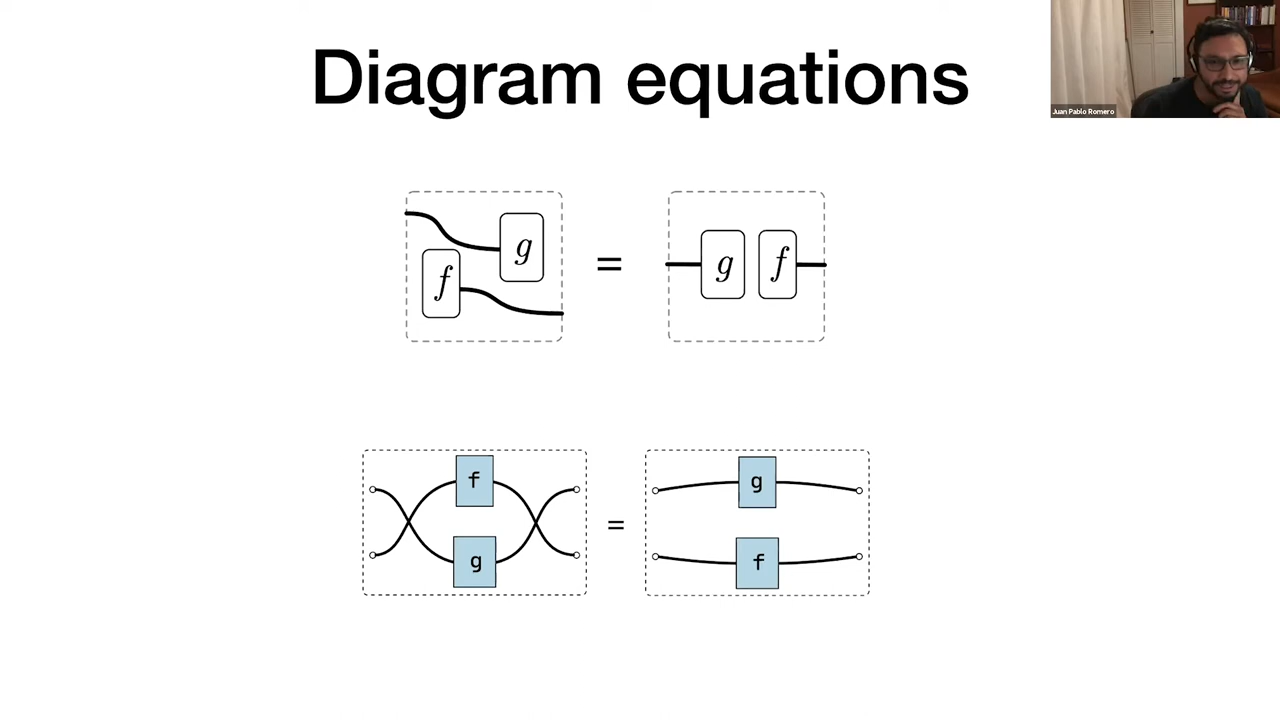 Diagram equations
Juan Pablo Romero
g
f
=
g f
f
g
=
g
f